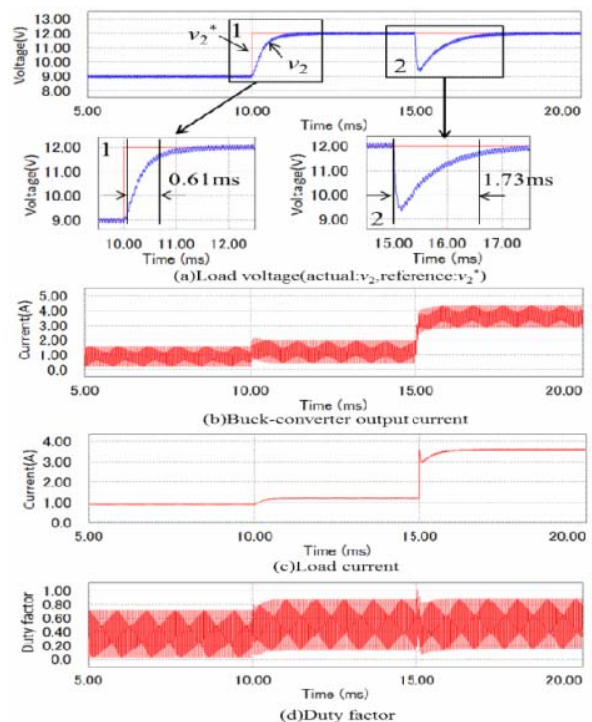 Voltage(V)
12.00
11.00
10.00
9.00
8.00
v₂*
1
v₂
2
5.00 10.00 15.00 20.00
Time (ms)
Voltage(V)
12.00
11.00
10.00
9.00
1
0.61ms
10.00 11.00 12.00
Time (ms)
Voltage(V)
12.00
11.00
10.00
9.00
2
1.73ms
15.00 16.00 17.00
Time (ms)
(a)Load voltage(actual:v₂,reference:v₂*)
Current(A)
5.00
4.00
3.00
2.00
1.00
0.0
5.00 10.00 15.00 20.00
Time (ms)
(b)Buck-converter output current
Current(A)
4.00
3.00
2.00
1.00
0.0
5.00 10.00 15.00 20.00
Time (ms)
(c)Load current
Duty factor
1.00
0.80
0.60
0.40
0.20
0.0
5.00 10.00 15.00 20.00
Time (ms)
(d)Duty factor